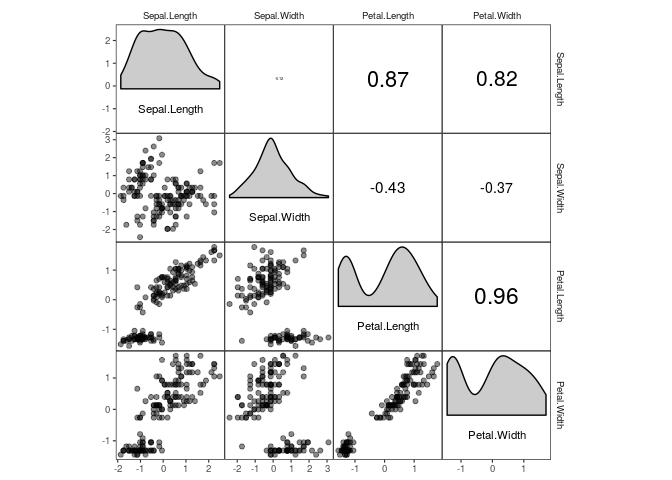 Sepal.Length Sepal.Width Petal.Length Petal.Width
2
1
0
-1
-2
Sepal.Length
0.87
0.82
Sepal.Length
3
2
1
0
-1
-2
Sepal.Width
-0.43
-0.37
Sepal.Width
1
0
-1
Petal.Length
0.96
Petal.Length
1
0
-1
Petal.Width
Petal.Width
-2 -1 0 1 2 -2 -1 0 1 2 3 -1 0 1 -1 0 1